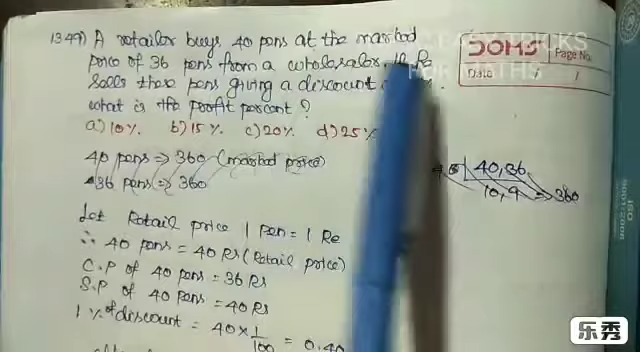 1349) A retailer buys 40 pens at the marked
price of 36 pens from a wholesaler. If he
Sells these pens giving a discount
what is the profit percent?
a) 10%. b) 15%. c) 20% d) 25%
40 pens => 360 (marked price)
36 pens => 360
40, 36
10, 9 => 360
Let Retail price 1 pen = 1 Re
∴ 40 pens = 40 Rs (Retail price)
C.P of 40 pens = 36 Rs
S.P of 40 pens = 40 Rs
1% of discount = 40 x 1/100 = 0.40
DOMS
Page No.
Date / /
EASY TRICKS
FOR MATHS
乐秀